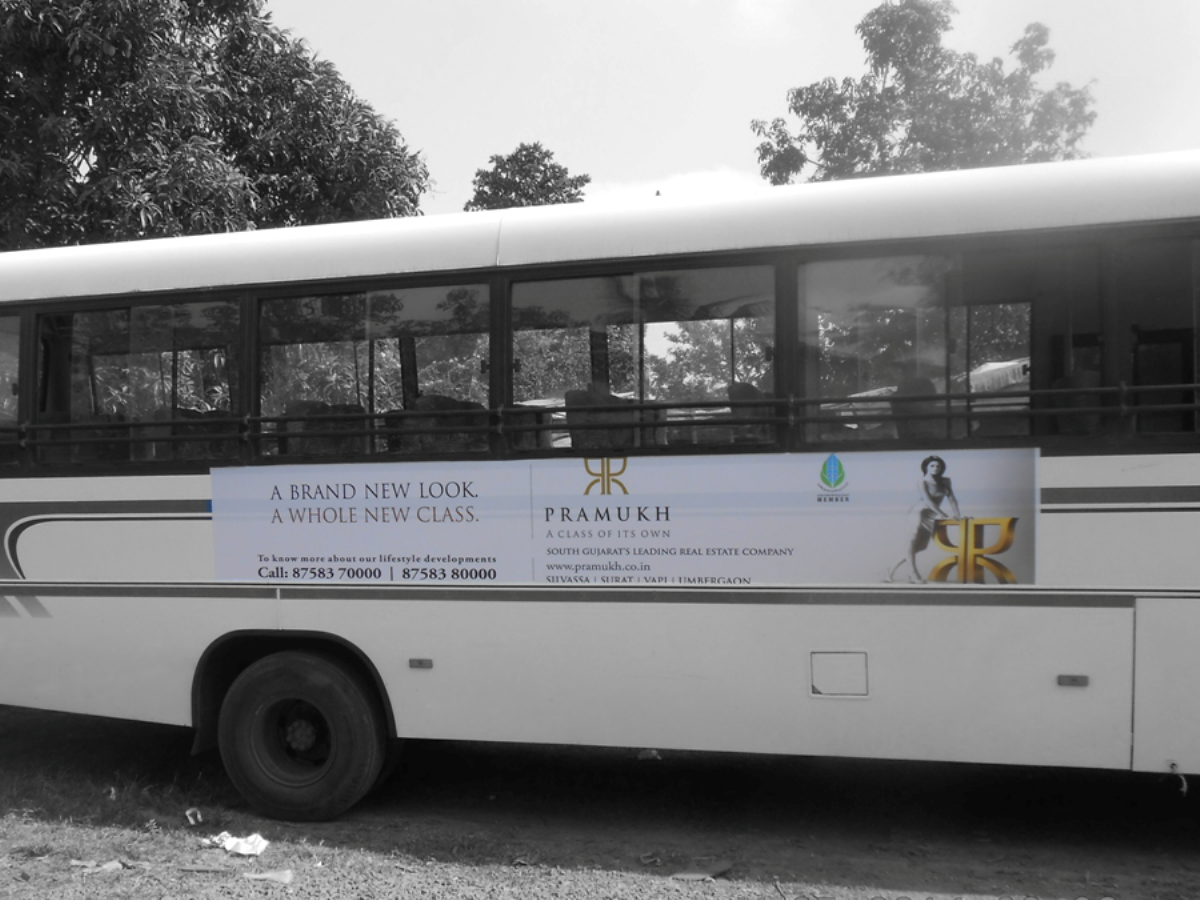 A BRAND NEW LOOK.
A WHOLE NEW CLASS.
To know more about our lifestyle developments
Call: 87583 70000 | 87583 80000
PRAMUKH
A CLASS OF ITS OWN
SOUTH GUJARAT'S LEADING REAL ESTATE COMPANY
www.pramukh.co.in
SILVASSA | SURAT | VAPI | UMBERGAON
MEMBER